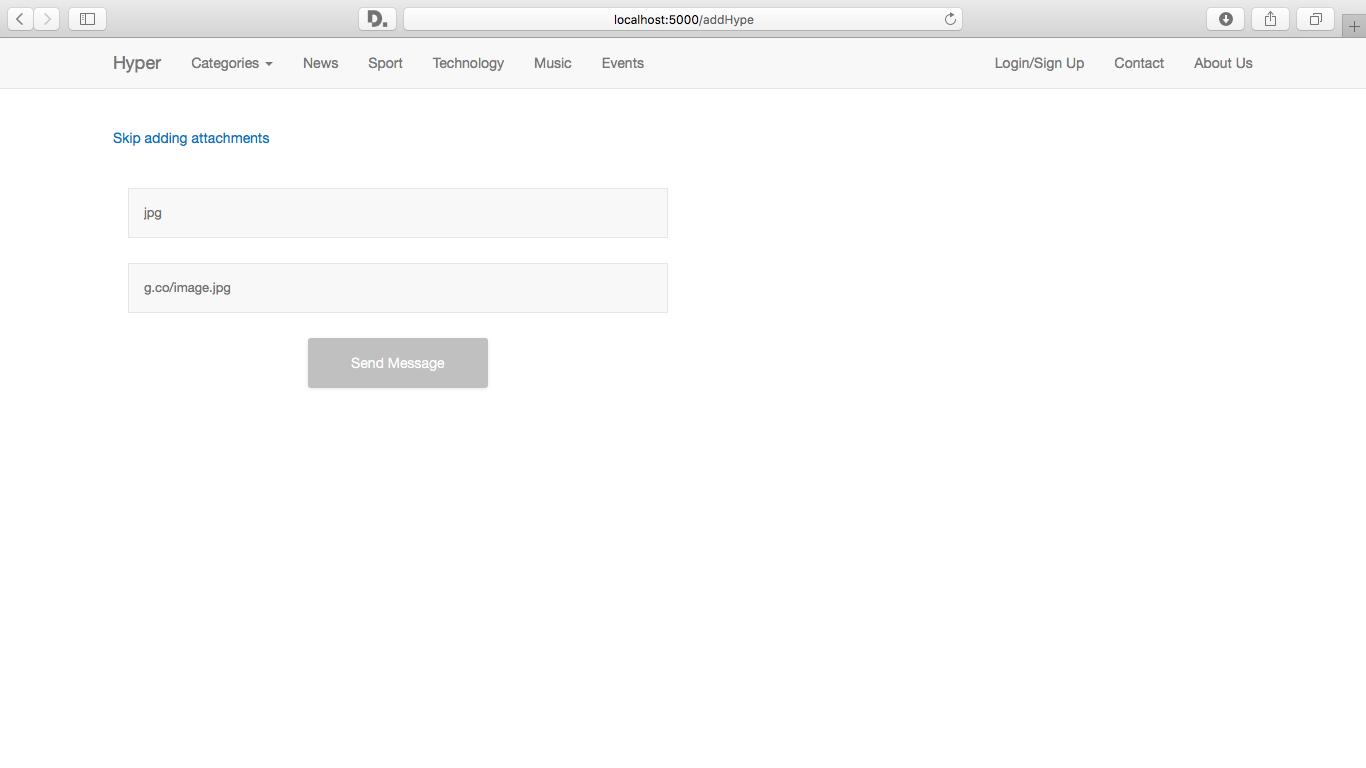 D.
localhost:5000/addHype
Hyper Categories News Sport Technology Music Events Login/Sign Up Contact About Us
Skip adding attachments
jpg
g.co/image.jpg
Send Message